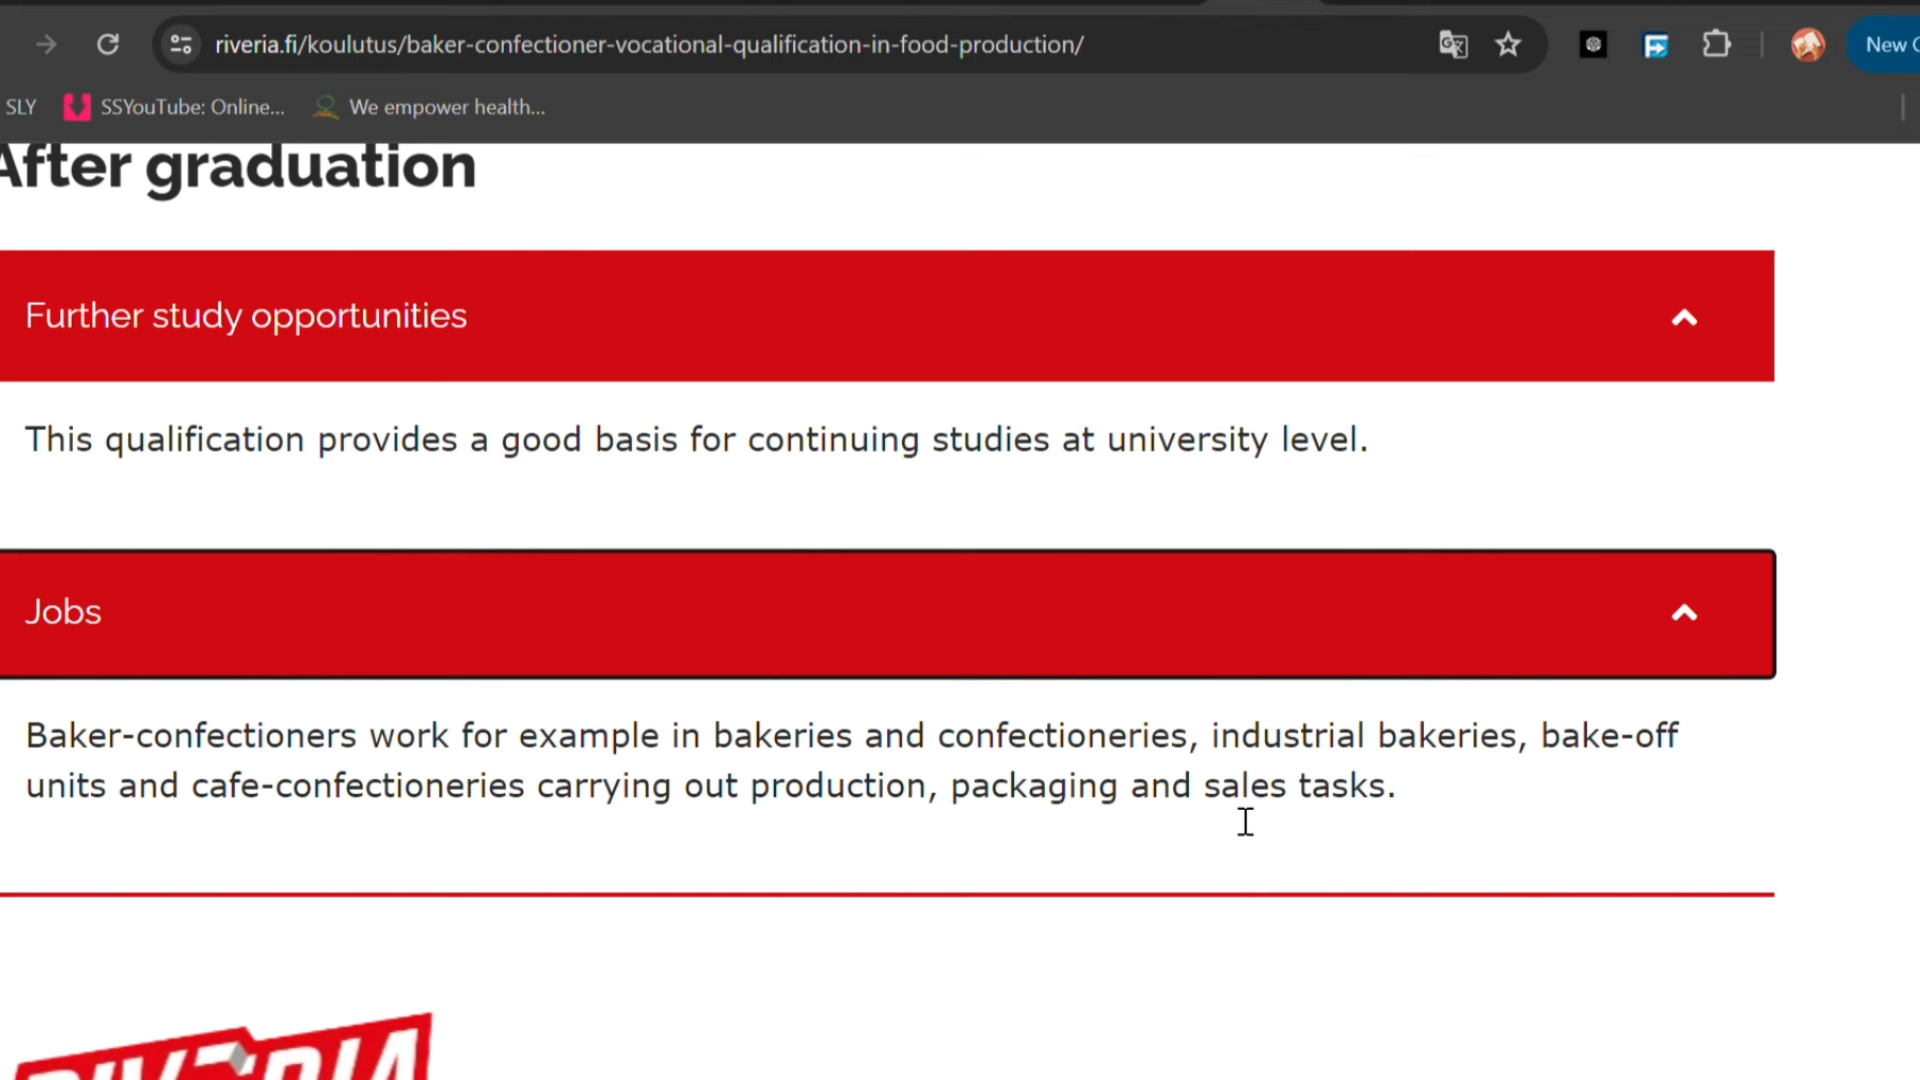 riveria.fi/koulutus/baker-confectioner-vocational-qualification-in-food-production/
New C
SLY
SSYouTube: Online...
We empower health...
After graduation
Further study opportunities
This qualification provides a good basis for continuing studies at university level.
Jobs
Baker-confectioners work for example in bakeries and confectioneries, industrial bakeries, bake-off
units and cafe-confectioneries carrying out production, packaging and sales tasks.
RIVERIA